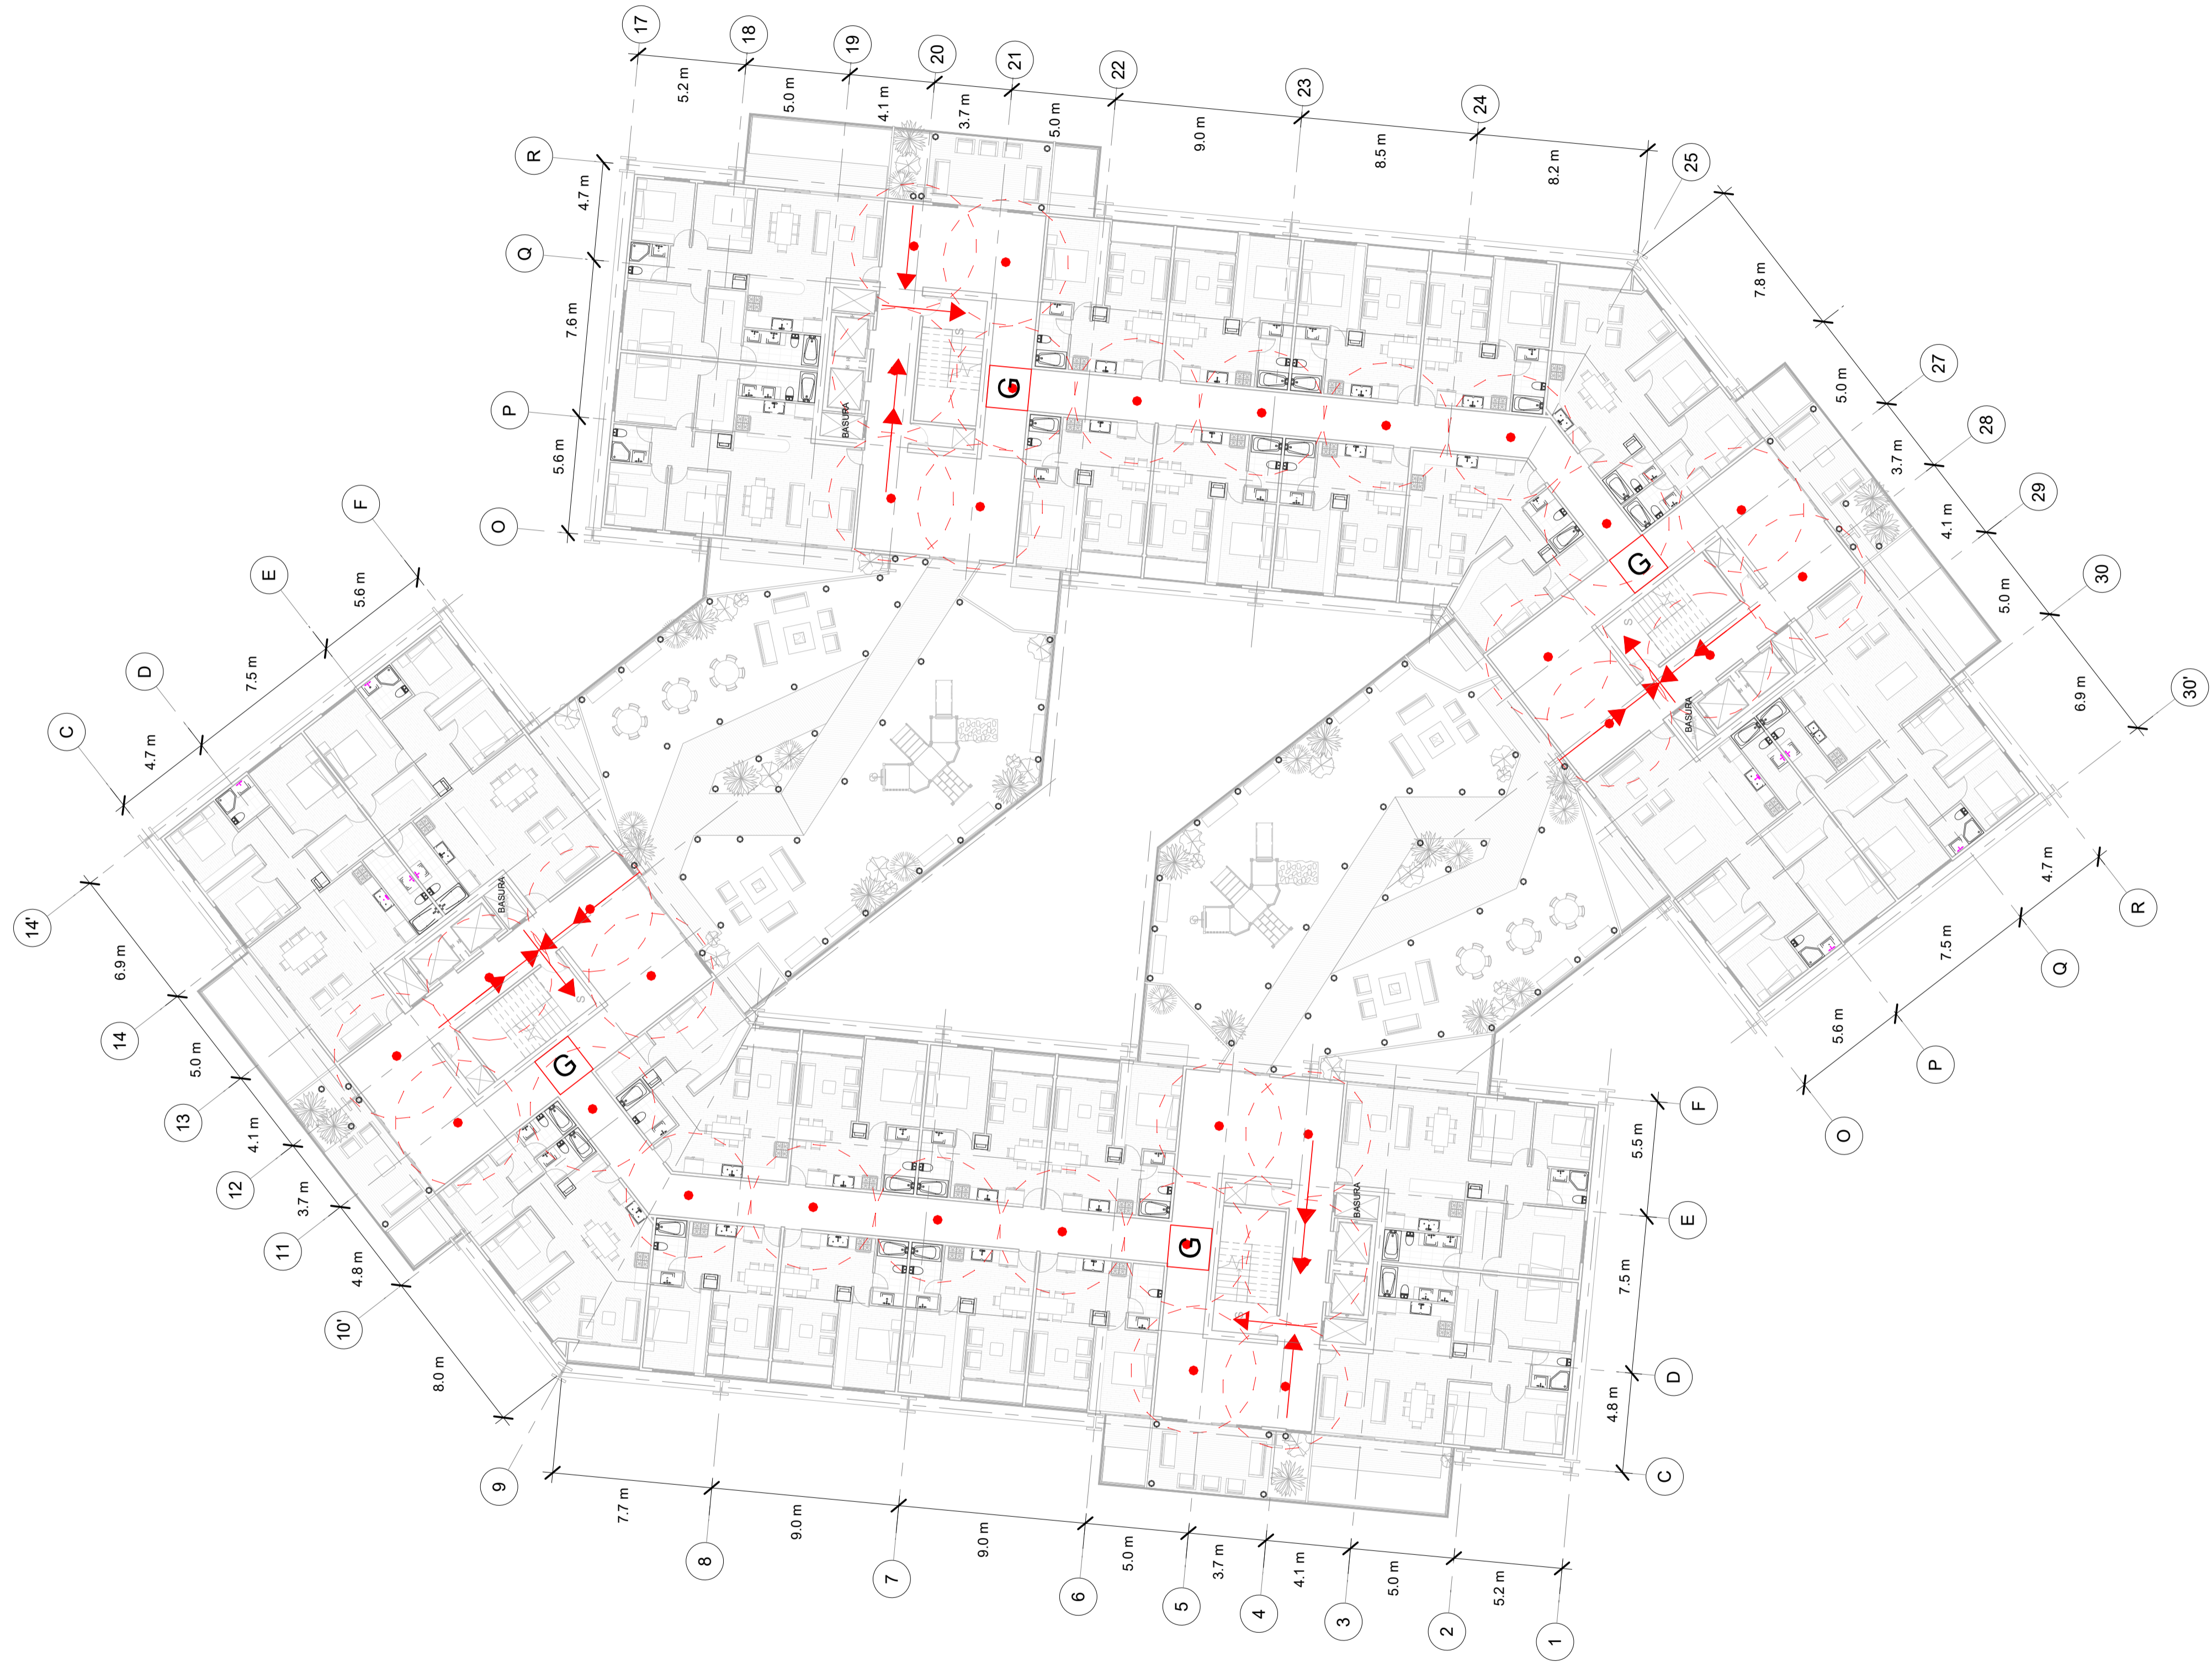 17
18
19
20
21
22
23
24
25
5.2 m
5.0 m
4.1 m
3.7 m
5.0 m
9.0 m
8.5 m
8.2 m
R
Q
P
O
4.7 m
7.6 m
5.6 m
BASURA
S
G
7.8 m
5.0 m
3.7 m
4.1 m
5.0 m
6.9 m
27
28
29
30
30'
G
S
BASURA
4.7 m
7.5 m
5.6 m
R
Q
P
O
F
E
D
C
5.6 m
7.5 m
4.7 m
14'
14
13
12
11
10'
9
6.9 m
5.0 m
4.1 m
3.7 m
4.8 m
8.0 m
BASURA
S
G
G
S
BASURA
F
E
D
C
5.5 m
7.5 m
4.8 m
7.7 m
9.0 m
9.0 m
5.0 m
3.7 m
4.1 m
5.0 m
5.2 m
8
7
6
5
4
3
2
1